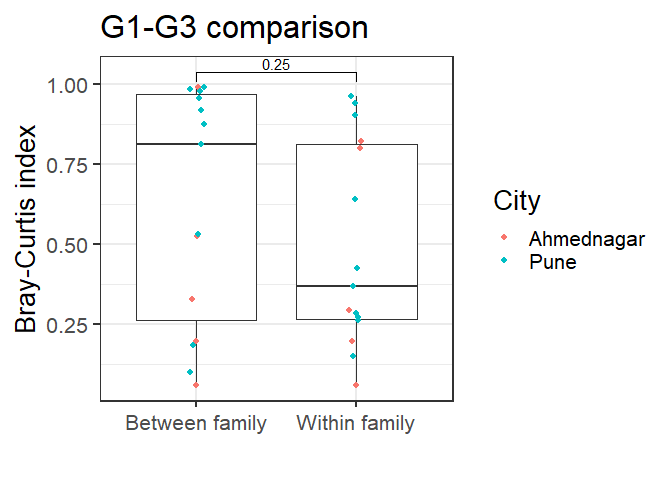 G1-G3 comparison
0.25
1.00
0.75
0.50
0.25
Bray-Curtis index
Between family
Within family
City
Ahmednagar
Pune